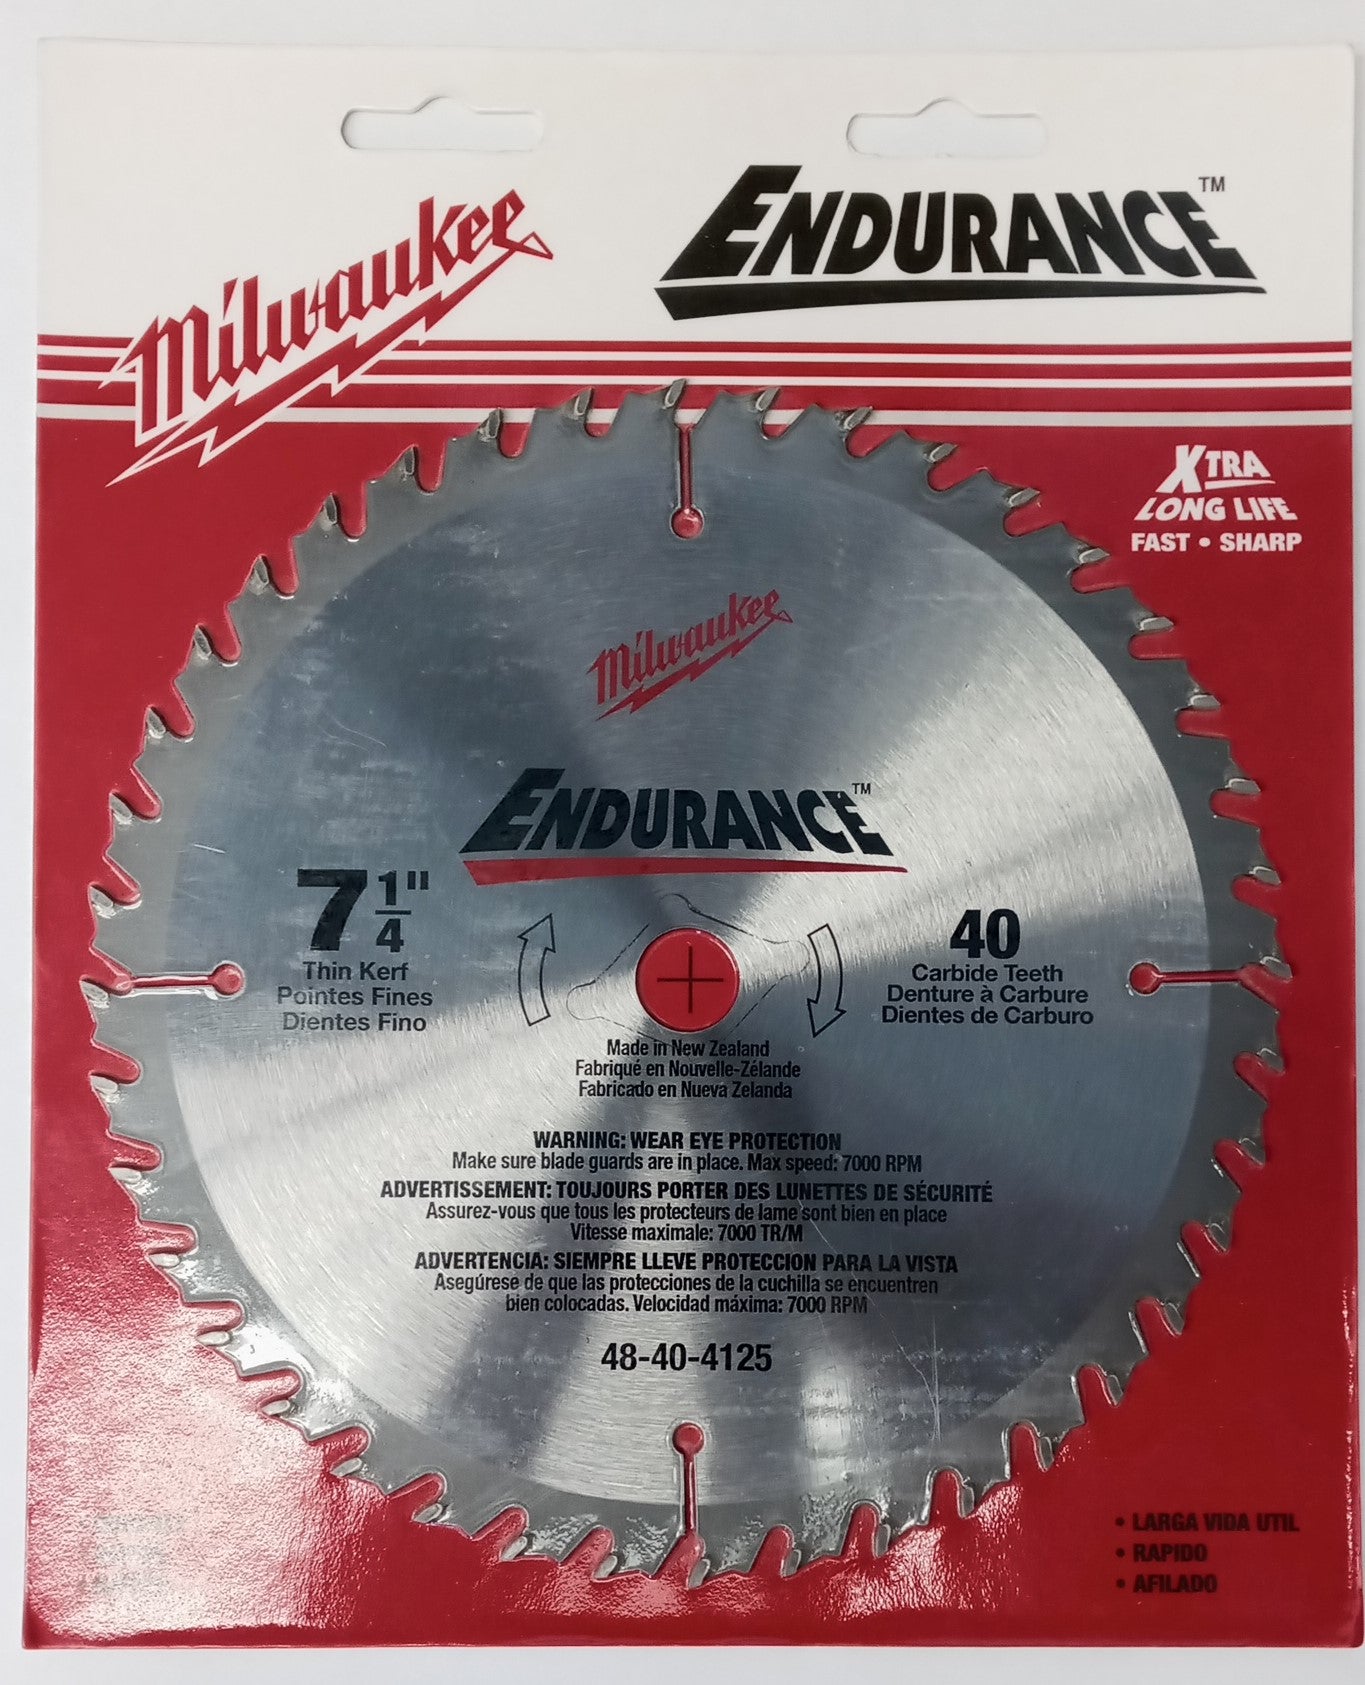 Milwaukee
ENDURANCE™
XTRA
LONG LIFE
FAST • SHARP
Milwaukee
ENDURANCE™
7 1/4"
Thin Kerf
Pointes Fines
Dientes Fino
40
Carbide Teeth
Denture à Carbure
Dientes de Carburo
Made in New Zealand
Fabriqué en Nouvelle-Zélande
Fabricado en Nueva Zelanda
WARNING: WEAR EYE PROTECTION
Make sure blade guards are in place. Max speed: 7000 RPM
ADVERTISSEMENT: TOUJOURS PORTER DES LUNETTES DE SÉCURITÉ
Assurez-vous que tous les protecteurs de lame sont bien en place
Vitesse maximale: 7000 TR/M
ADVERTENCIA: SIEMPRE LLEVE PROTECCION PARA LA VISTA
Asegúrese de que las protecciones de la cuchilla se encuentren
bien colocadas. Velocidad máxima: 7000 RPM
48-40-4125
• LARGA VIDA UTIL
• RAPIDO
• AFILADO